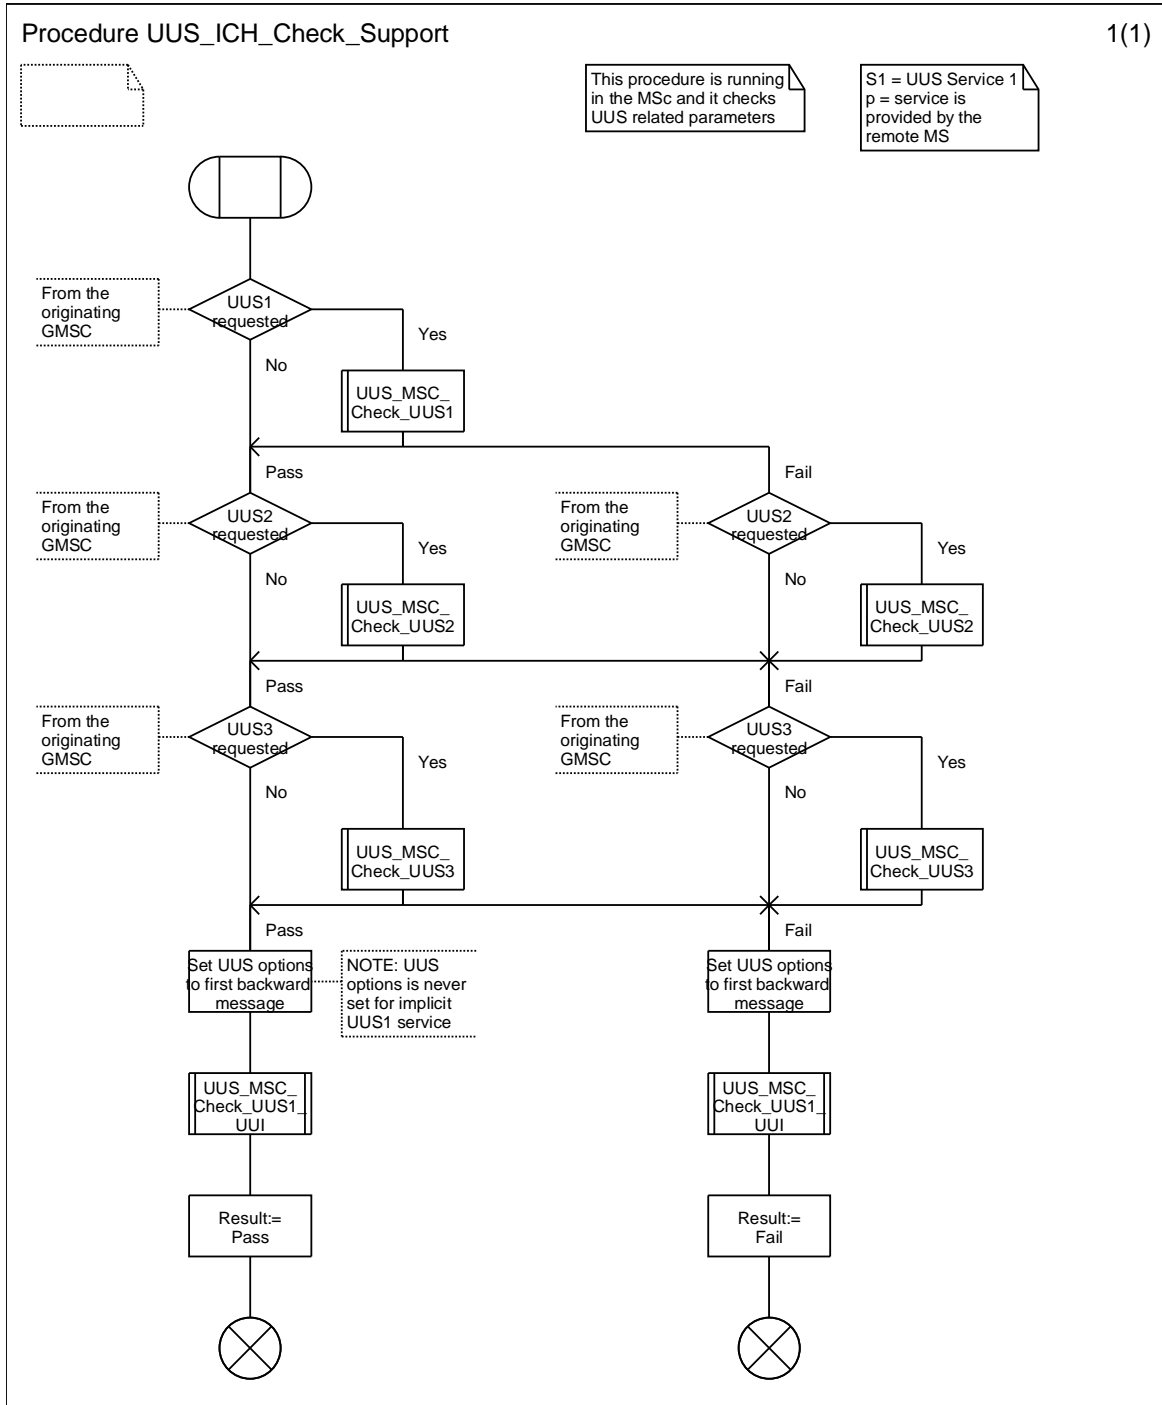 Procedure UUS_ICH_Check_Support
1(1)
This procedure is running
in the MSc and it checks
UUS related parameters
S1 = UUS Service 1
p = service is
provided by the
remote MS
From the
originating
GMSC
UUS1
requested
Yes
No
UUS_MSC_
Check_UUS1
Pass
Fail
From the
originating
GMSC
UUS2
requested
Yes
No
UUS_MSC_
Check_UUS2
From the
originating
GMSC
UUS2
requested
Yes
No
UUS_MSC_
Check_UUS2
Pass
Fail
From the
originating
GMSC
UUS3
requested
Yes
No
UUS_MSC_
Check_UUS3
From the
originating
GMSC
UUS3
requested
Yes
No
UUS_MSC_
Check_UUS3
Pass
Fail
Set UUS options
to first backward
message
NOTE: UUS
options is never
set for implicit
UUS1 service
Set UUS options
to first backward
message
UUS_MSC_
Check_UUS1_
UUI
UUS_MSC_
Check_UUS1_
UUI
Result:=
Pass
Result:=
Fail